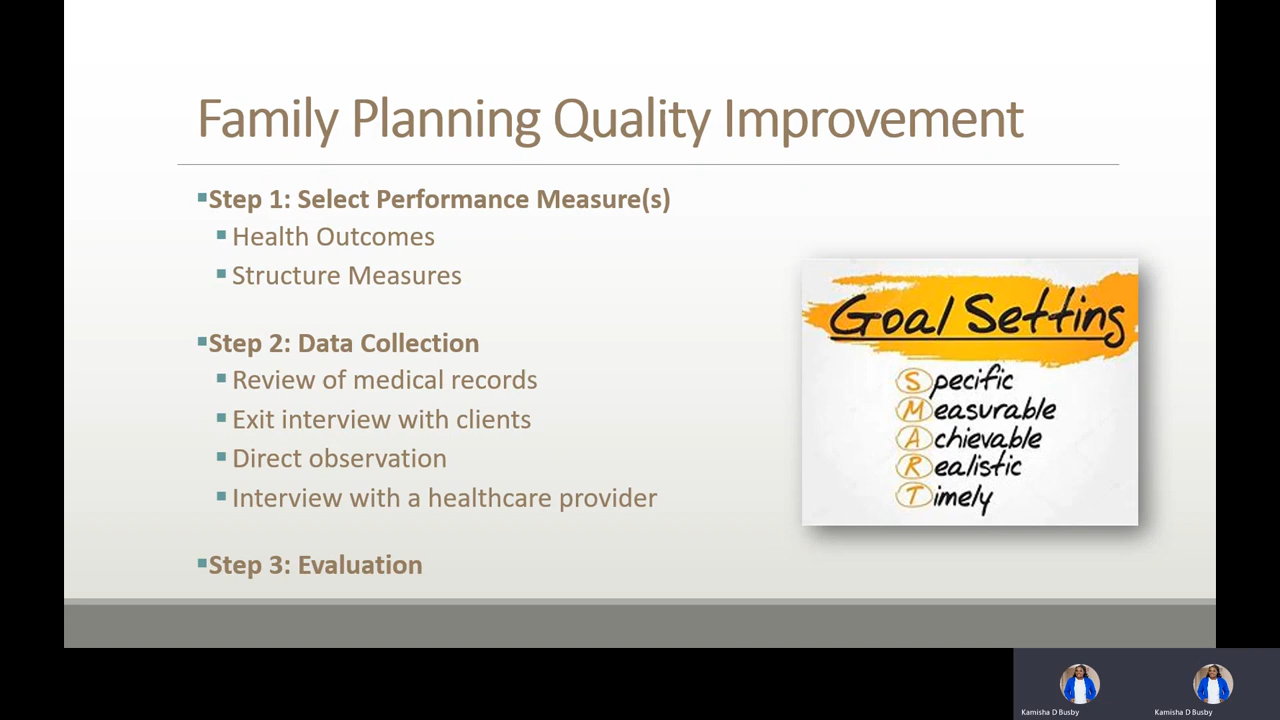 Family Planning Quality Improvement
Step 1: Select Performance Measure(s)
Health Outcomes
Structure Measures
Step 2: Data Collection
Review of medical records
Exit interview with clients
Direct observation
Interview with a healthcare provider
Step 3: Evaluation
Goal Setting
Specific
Measurable
Achievable
Realistic
Timely
Kamisha D Busby
Kamisha D Busby